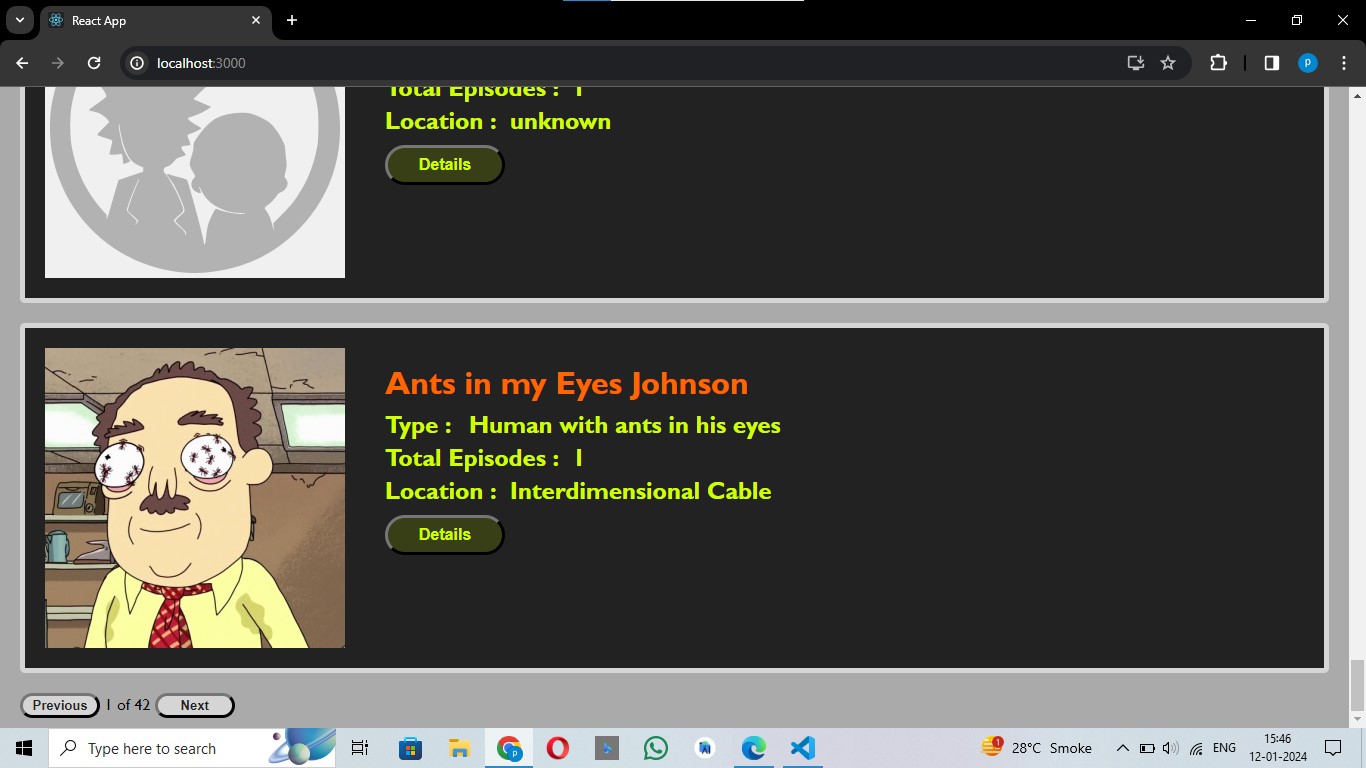 React App
localhost:3000
P
Total Episodes : 1
Location : unknown
Details
Ants in my Eyes Johnson
Type : Human with ants in his eyes
Total Episodes : 1
Location : Interdimensional Cable
Details
Previous 1 of 42 Next
Type here to search
1
28°C Smoke
ENG
15:46
12-01-2024